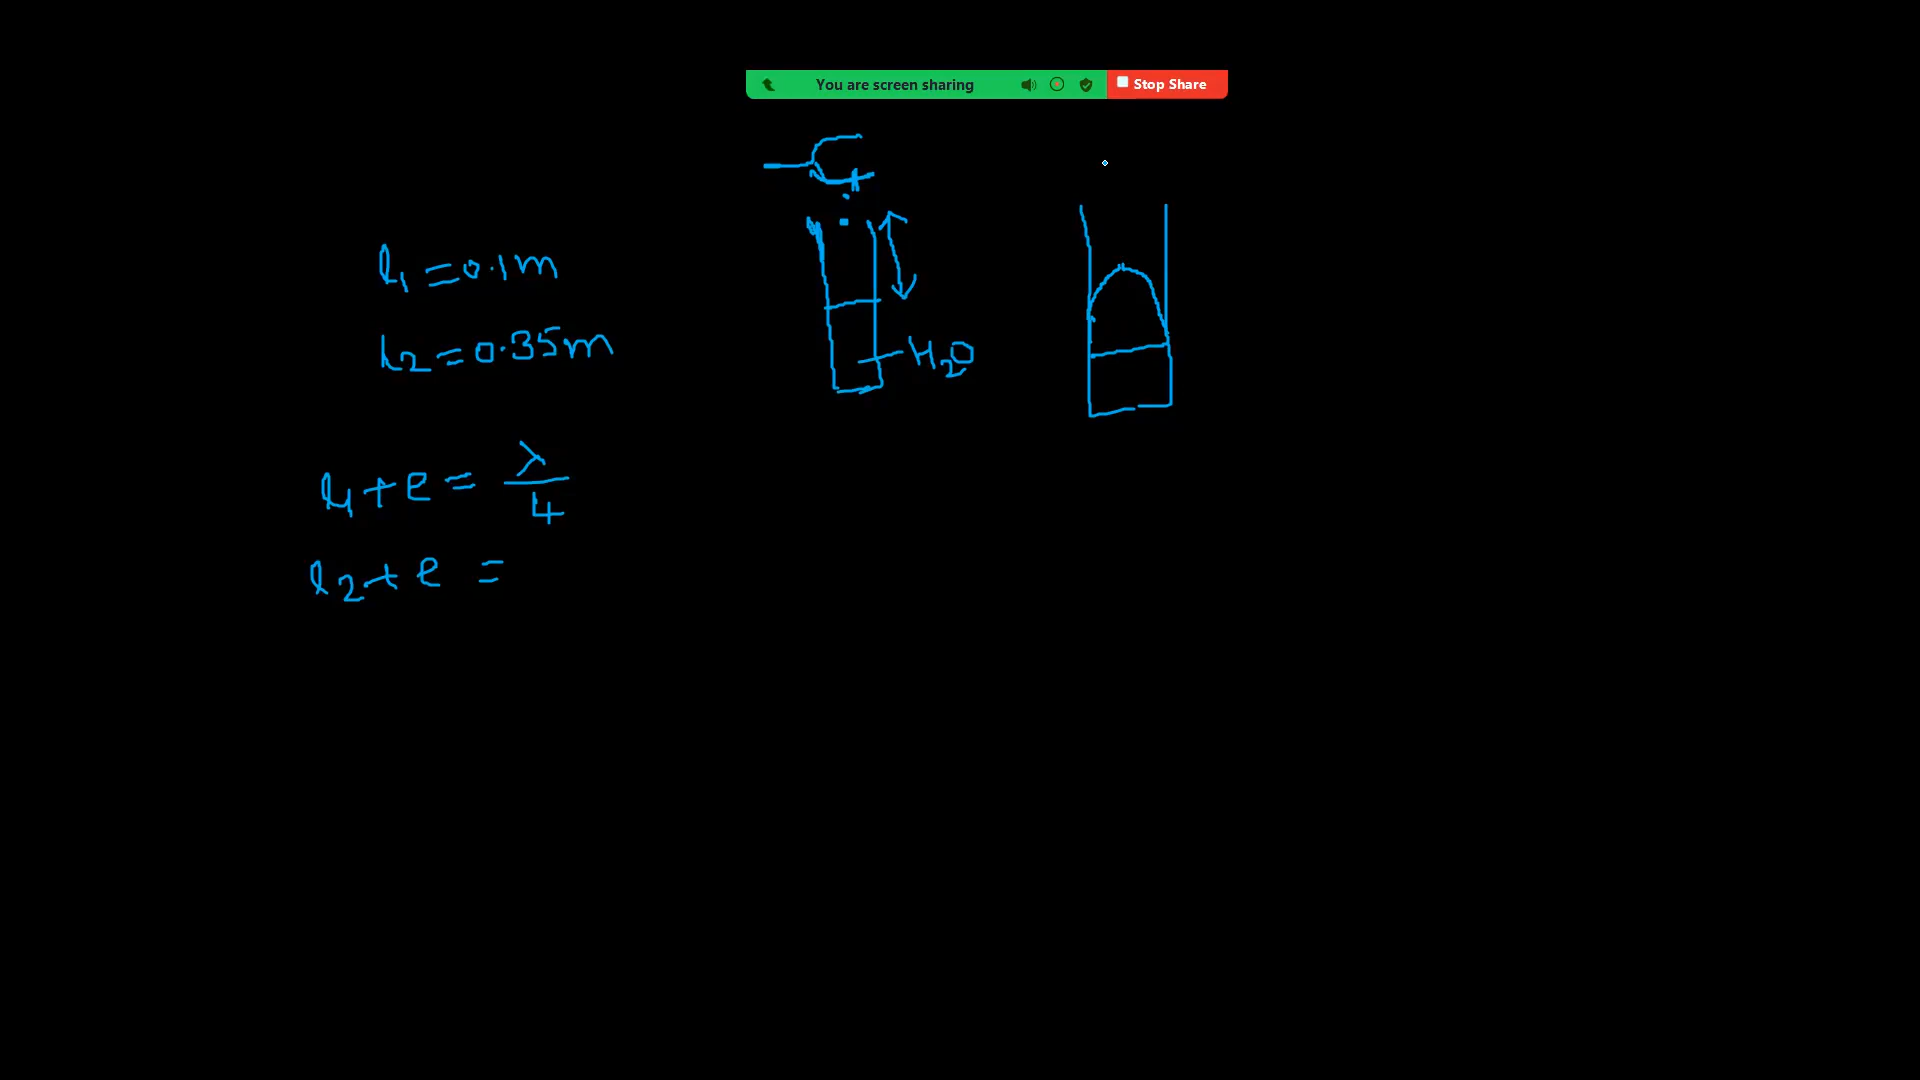 You are screen sharing Stop Share
l₁ = 0.1m
l₂ = 0.35m
H₂O
l₁ + e = λ/4
l₂ + e =